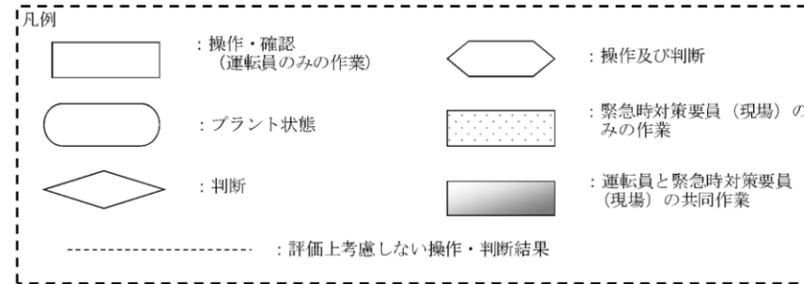 凡例
：操作・確認
（運転員のみの作業）
：操作及び判断
：プラント状態
：緊急時対策要員（現場）の
みの作業
：判断
：運転員と緊急時対策要員
（現場）の共同作業
：評価上考慮しない操作・判断結果